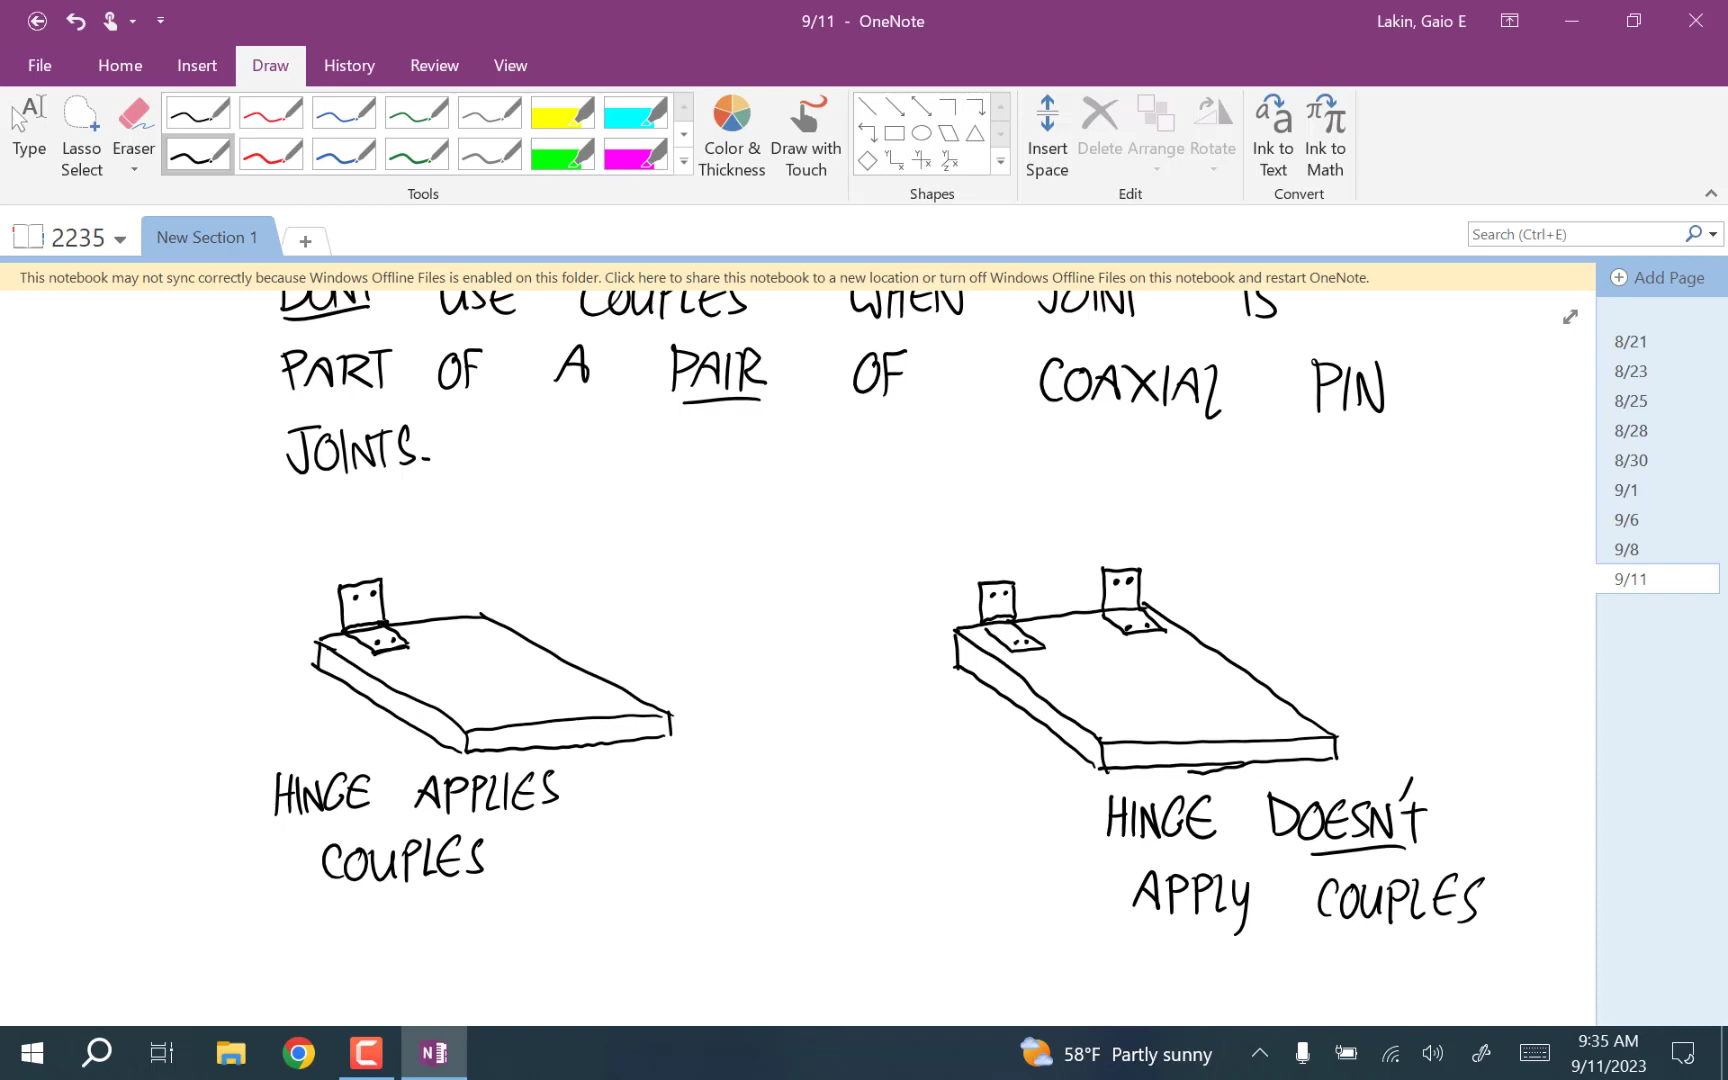 9/11 - OneNote
Lakin, Gaio E
File Home Insert Draw History Review View
Type
Lasso Select
Eraser
Color & Thickness
Draw with Touch
Insert Space
Delete
Arrange
Rotate
Ink to Text
Ink to Math
Tools
Shapes
Edit
Convert
2235
New Section 1
Search (Ctrl+E)
This notebook may not sync correctly because Windows Offline Files is enabled on this folder. Click here to share this notebook to a new location or turn off Windows Offline Files on this notebook and restart OneNote.
Add Page
8/21
8/23
8/25
8/28
8/30
9/1
9/6
9/8
9/11
DON'T USE COUPLES WHEN JOINT IS
PART OF A PAIR OF COAXIAL PIN
JOINTS.
HINGE APPLIES
COUPLES
HINGE DOESN'T
APPLY COUPLES
58°F Partly sunny
9:35 AM
9/11/2023